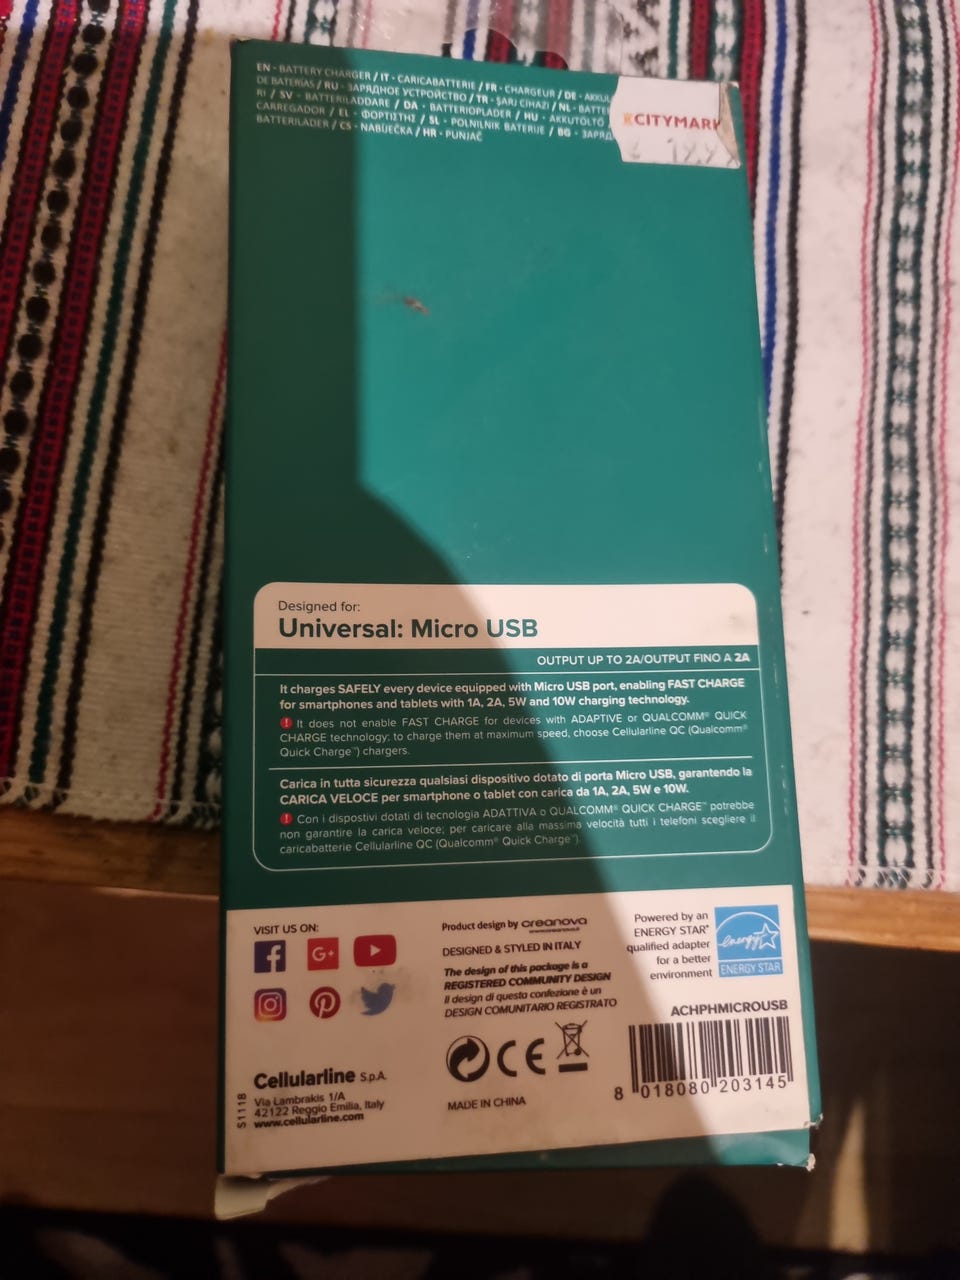 EN - BATTERY CHARGER / IT - CARICABATTERIE / FR - CHARGEUR / DE - AKKU
DE BATERÍAS / RU - ЗАРЯДНОЕ УСТРОЙСТВО / TR - ŞARJ CİHAZI / NL - BATTE
RI / SV - BATTERILADDARE / DA - BATTERIOPLADER / HU - AKKUTÖLTŐ
CARREGADOR / EL - ΦΟΡΤΙΣΤΗΣ / SL - POLNILNIK BATERIJE / BG - ЗАРЯД
BATTERILADER / CS - NABÍJEČKA / HR - PUNJAČ
CITYMARK
Designed for:
Universal: Micro USB
OUTPUT UP TO 2A/OUTPUT FINO A 2A
It charges SAFELY every device equipped with Micro USB port, enabling FAST CHARGE
for smartphones and tablets with 1A, 2A, 5W and 10W charging technology.
! It does not enable FAST CHARGE for devices with ADAPTIVE or QUALCOMM® QUICK
CHARGE technology; to charge them at maximum speed, choose Cellularline QC (Qualcomm®
Quick Charge™) chargers.
Carica in tutta sicurezza qualsiasi dispositivo dotato di porta Micro USB, garantendo la
CARICA VELOCE per smartphone o tablet con carica da 1A, 2A, 5W e 10W.
! Con i dispostivi dotati di tecnologia ADATTIVA o QUALCOMM® QUICK CHARGE™ potrebbe
non garantire la carica veloce; per caricare alla massima velocità tutti i telefoni scegliere il
caricabatterie Cellularline QC (Qualcomm® Quick Charge™)
VISIT US ON:
G+
Cellularline S.p.A.
Via Lambrakis 1/A
42122 Reggio Emilia, Italy
www.cellularline.com
S1118
Product design by creanova
www.creanova.it
DESIGNED & STYLED IN ITALY
The design of this package is a
REGISTERED COMMUNITY DESIGN
Il design di questa confezione è un
DESIGN COMUNITARIO REGISTRATO
CE
MADE IN CHINA
Powered by an
ENERGY STAR®
qualified adapter
for a better
environment
energy
ENERGY STAR
ACHPHMICROUSB
8 018080 203145